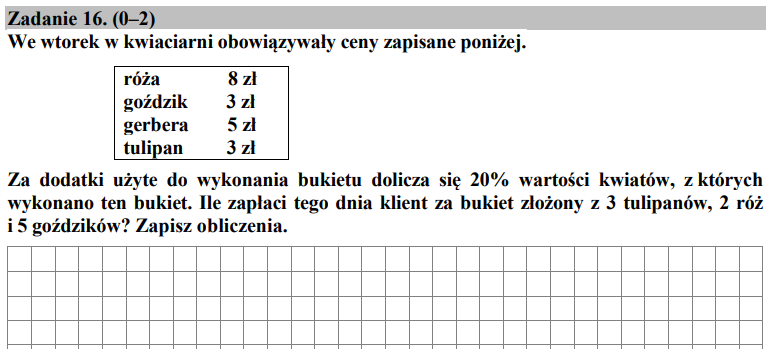 Zadanie 16. (0–2)
We wtorek w kwiaciarni obowiązywały ceny zapisane poniżej.
róża 8 zł
goździk 3 zł
gerbera 5 zł
tulipan 3 zł
Za dodatki użyte do wykonania bukietu dolicza się 20% wartości kwiatów, z których
wykonano ten bukiet. Ile zapłaci tego dnia klient za bukiet złożony z 3 tulipanów, 2 róż
i 5 goździków? Zapisz obliczenia.